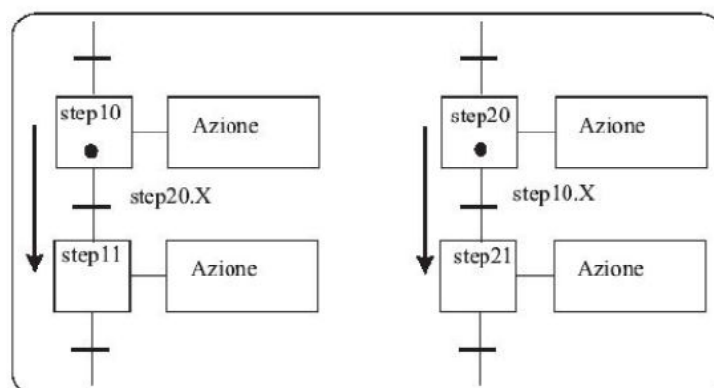 step10
Azione
step20.X
step11
Azione
step20
Azione
step10.X
step21
Azione